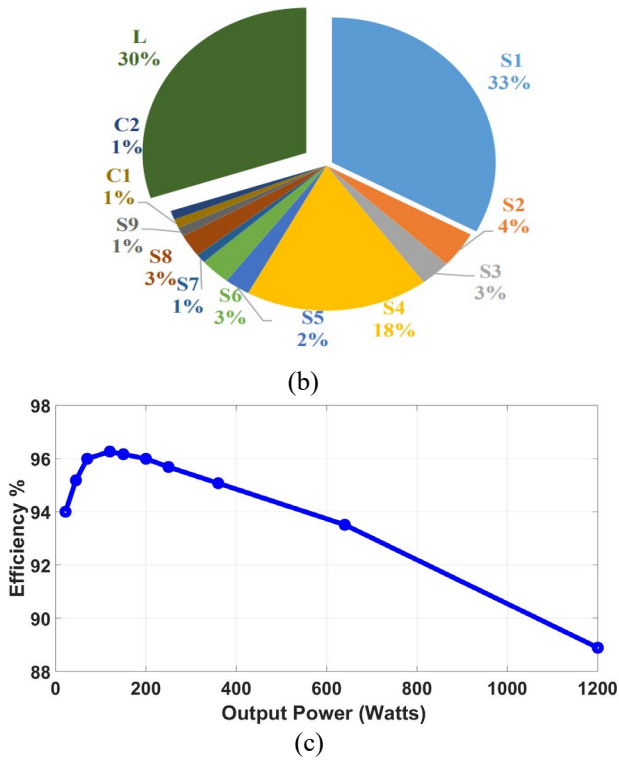 L
30%
S1
33%
C2
1%
C1
1%
S9
1%
S8
3%
S7
1%
S6
3%
S5
2%
S4
18%
S3
3%
S2
4%
(b)
98
96
94
92
90
88
Efficiency %
0 200 400 600 800 1000 1200
Output Power (Watts)
(c)